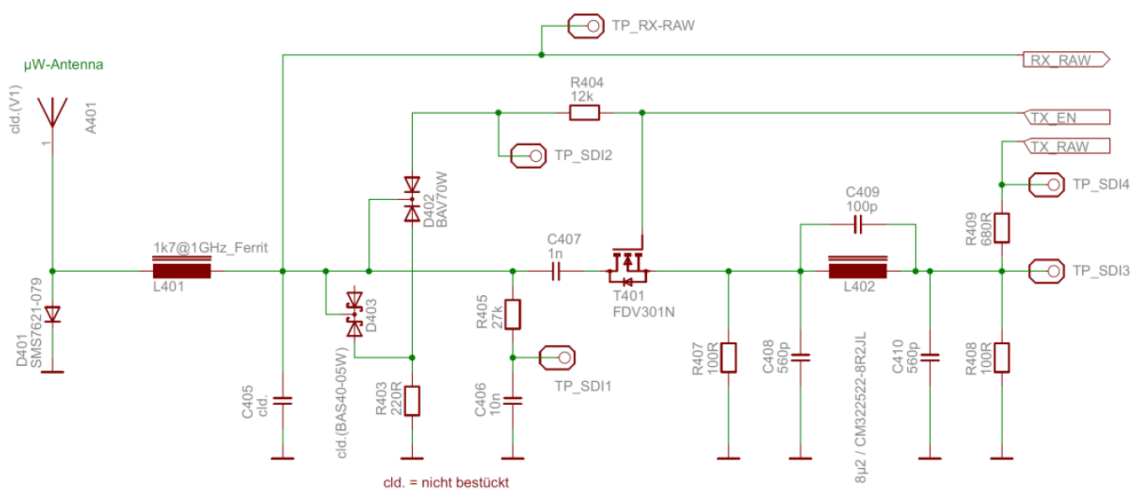 TP_RX-RAW
RX_RAW
µW-Antenna
cld.(V1)
A401
1
R404
12k
TX_EN
TX_RAW
TP_SDI2
TP_SDI4
D402
BAV70W
C409
100p
R409
680R
1k7@1GHz_Ferrit
L401
C407
1n
T401
FDV301N
L402
TP_SDI3
D401
SMS7621-079
D403
cld.(BAS40-05W)
R405
27k
TP_SDI1
C405
cld.
R403
220R
C406
10n
R407
100R
C408
560p
8µ2 / CM322522-8R2JL
C410
560p
R408
100R
cld. = nicht bestückt